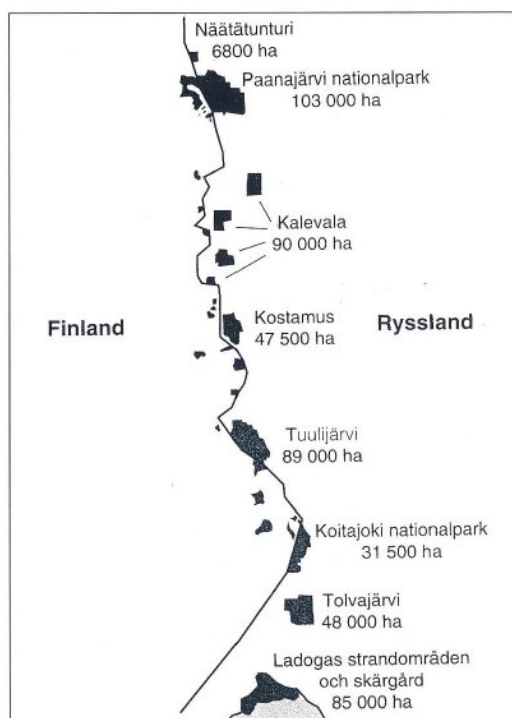 Näätätunturi
6800 ha
Paanajärvi nationalpark
103 000 ha
Kalevala
90 000 ha
Finland
Kostamus
47 500 ha
Ryssland
Tuulijärvi
89 000 ha
Koitajoki nationalpark
31 500 ha
Tolvajärvi
48 000 ha
Ladogas strandområden
och skärgård
85 000 ha